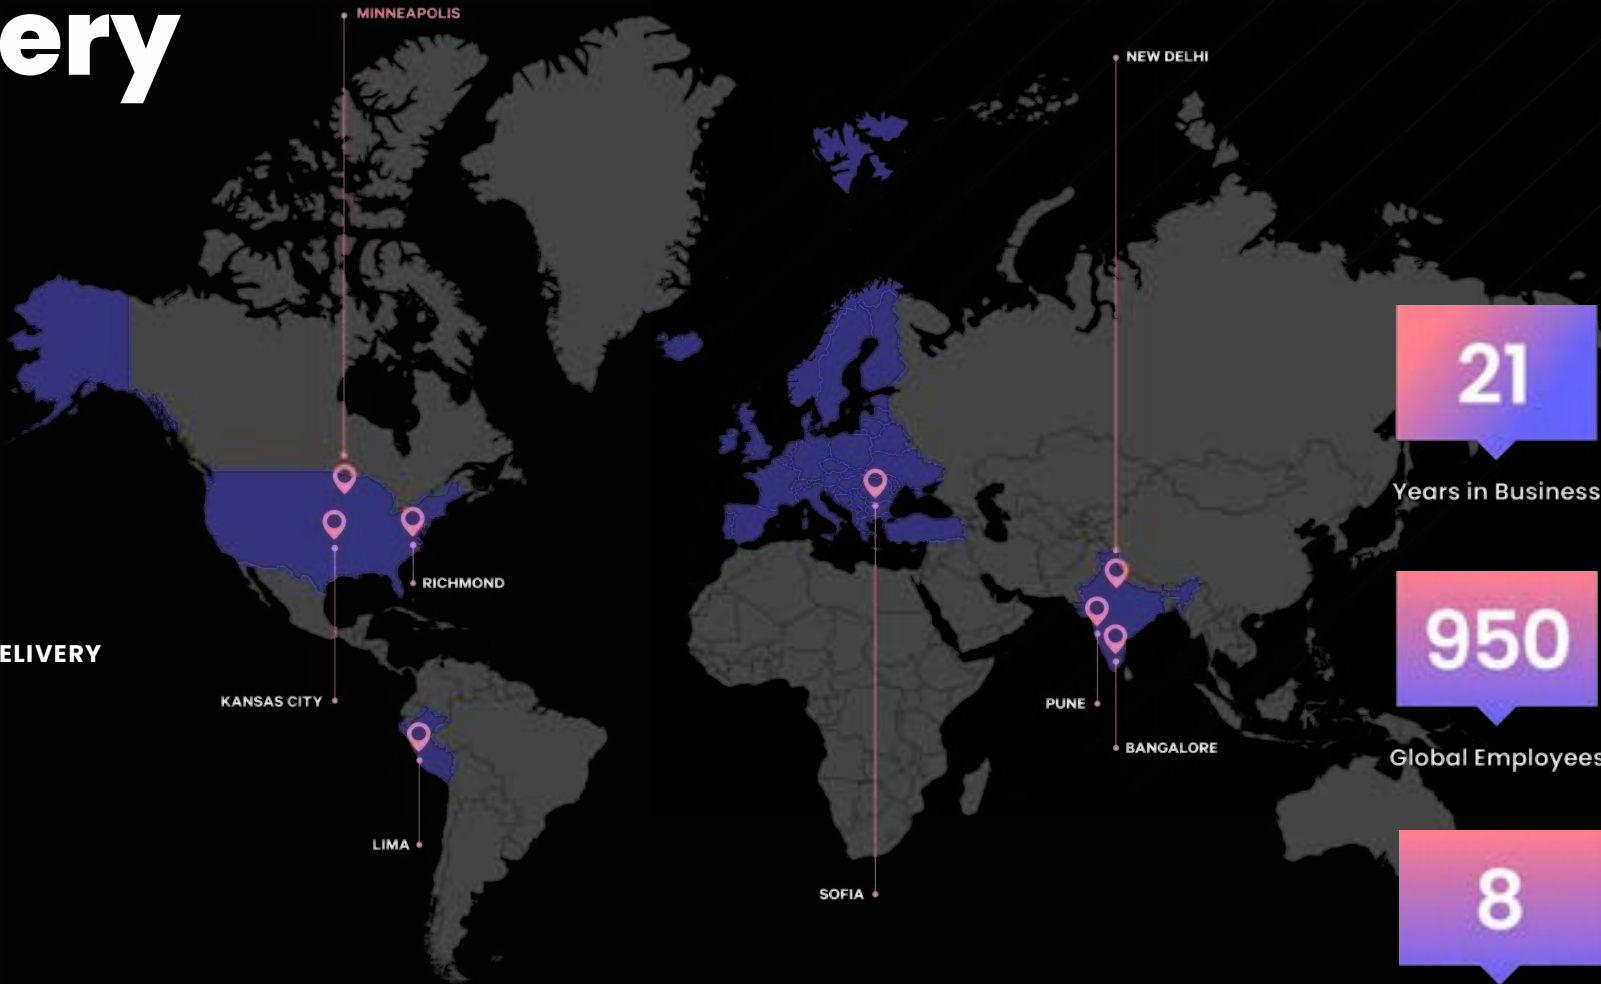 ery
MINNEAPOLIS
NEW DELHI
21
Years in Business
RICHMOND
950
ELIVERY
KANSAS CITY
PUNE
BANGALORE
Global Employees
LIMA
SOFIA
8